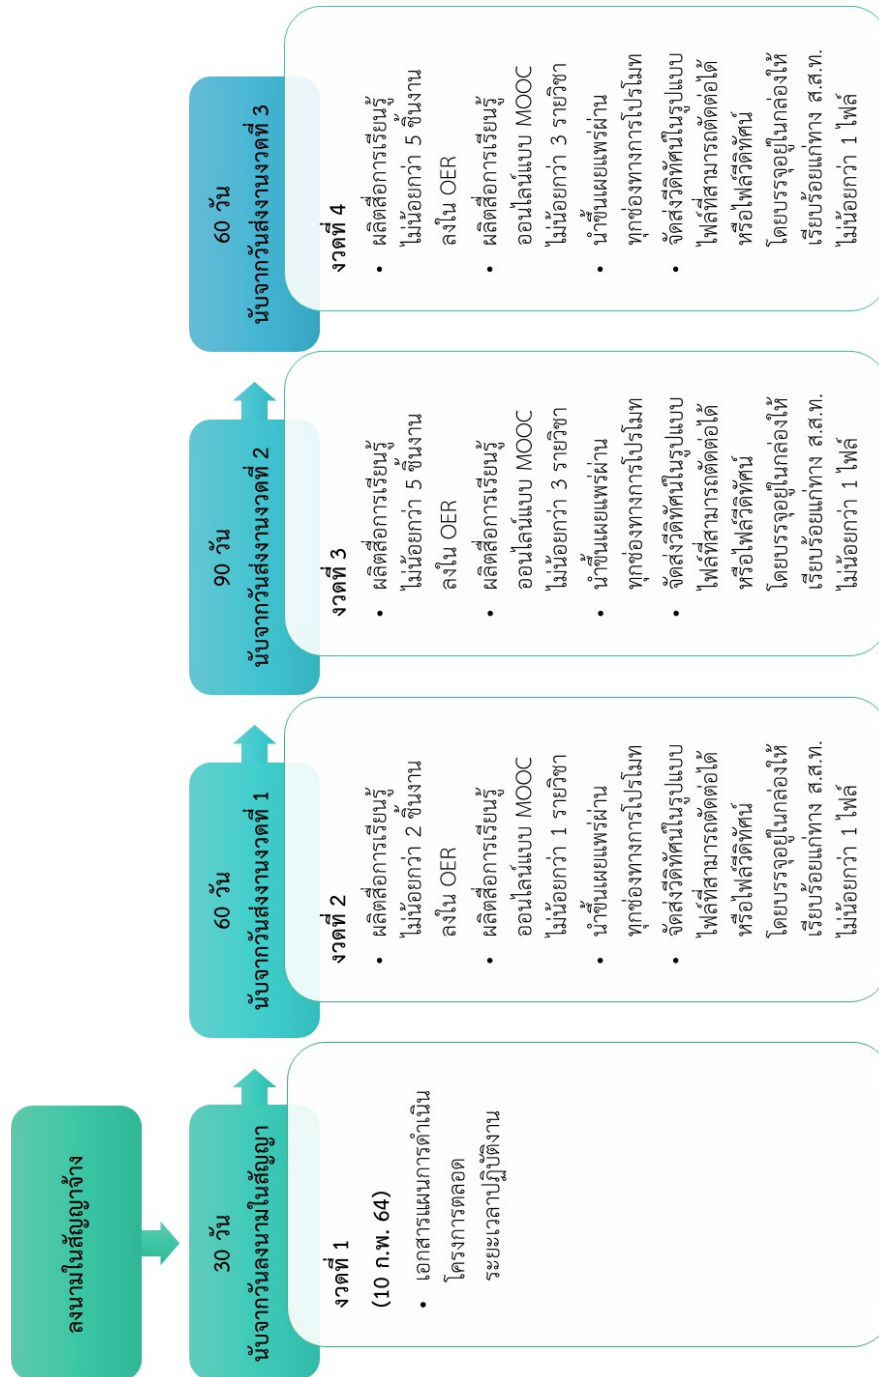 ลงนามในสัญญาจ้าง
30 วัน
นับจากวันลงนามในสัญญา
งวดที่ 1
(10 ก.พ. 64)
• เอกสารแผนการดำเนิน
โครงการตลอด
ระยะเวลาปฏิบัติงาน
60 วัน
นับจากวันส่งงานงวดที่ 1
งวดที่ 2
• ผลิตสื่อการเรียนรู้
ไม่น้อยกว่า 2 ชิ้นงาน
ลงใน OER
• ผลิตสื่อการเรียนรู้
ออนไลน์แบบ MOOC
ไม่น้อยกว่า 1 รายวิชา
• นำขึ้นเผยแพร่ผ่าน
ทุกช่องทางการโปรโมท
• จัดส่งวีดิทัศน์ในรูปแบบ
ไฟล์ที่สามารถตัดต่อได้
หรือไฟล์วีดิทัศน์
โดยบรรจุอยู่ในกล่องให้
เรียบร้อยแก่ทาง ส.ส.ท.
ไม่น้อยกว่า 1 ไฟล์
90 วัน
นับจากวันส่งงานงวดที่ 2
งวดที่ 3
• ผลิตสื่อการเรียนรู้
ไม่น้อยกว่า 5 ชิ้นงาน
ลงใน OER
• ผลิตสื่อการเรียนรู้
ออนไลน์แบบ MOOC
ไม่น้อยกว่า 3 รายวิชา
• นำขึ้นเผยแพร่ผ่าน
ทุกช่องทางการโปรโมท
• จัดส่งวีดิทัศน์ในรูปแบบ
ไฟล์ที่สามารถตัดต่อได้
หรือไฟล์วีดิทัศน์
โดยบรรจุอยู่ในกล่องให้
เรียบร้อยแก่ทาง ส.ส.ท.
ไม่น้อยกว่า 1 ไฟล์
60 วัน
นับจากวันส่งงานงวดที่ 3
งวดที่ 4
• ผลิตสื่อการเรียนรู้
ไม่น้อยกว่า 5 ชิ้นงาน
ลงใน OER
• ผลิตสื่อการเรียนรู้
ออนไลน์แบบ MOOC
ไม่น้อยกว่า 3 รายวิชา
• นำขึ้นเผยแพร่ผ่าน
ทุกช่องทางการโปรโมท
• จัดส่งวีดิทัศน์ในรูปแบบ
ไฟล์ที่สามารถตัดต่อได้
หรือไฟล์วีดิทัศน์
โดยบรรจุอยู่ในกล่องให้
เรียบร้อยแก่ทาง ส.ส.ท.
ไม่น้อยกว่า 1 ไฟล์